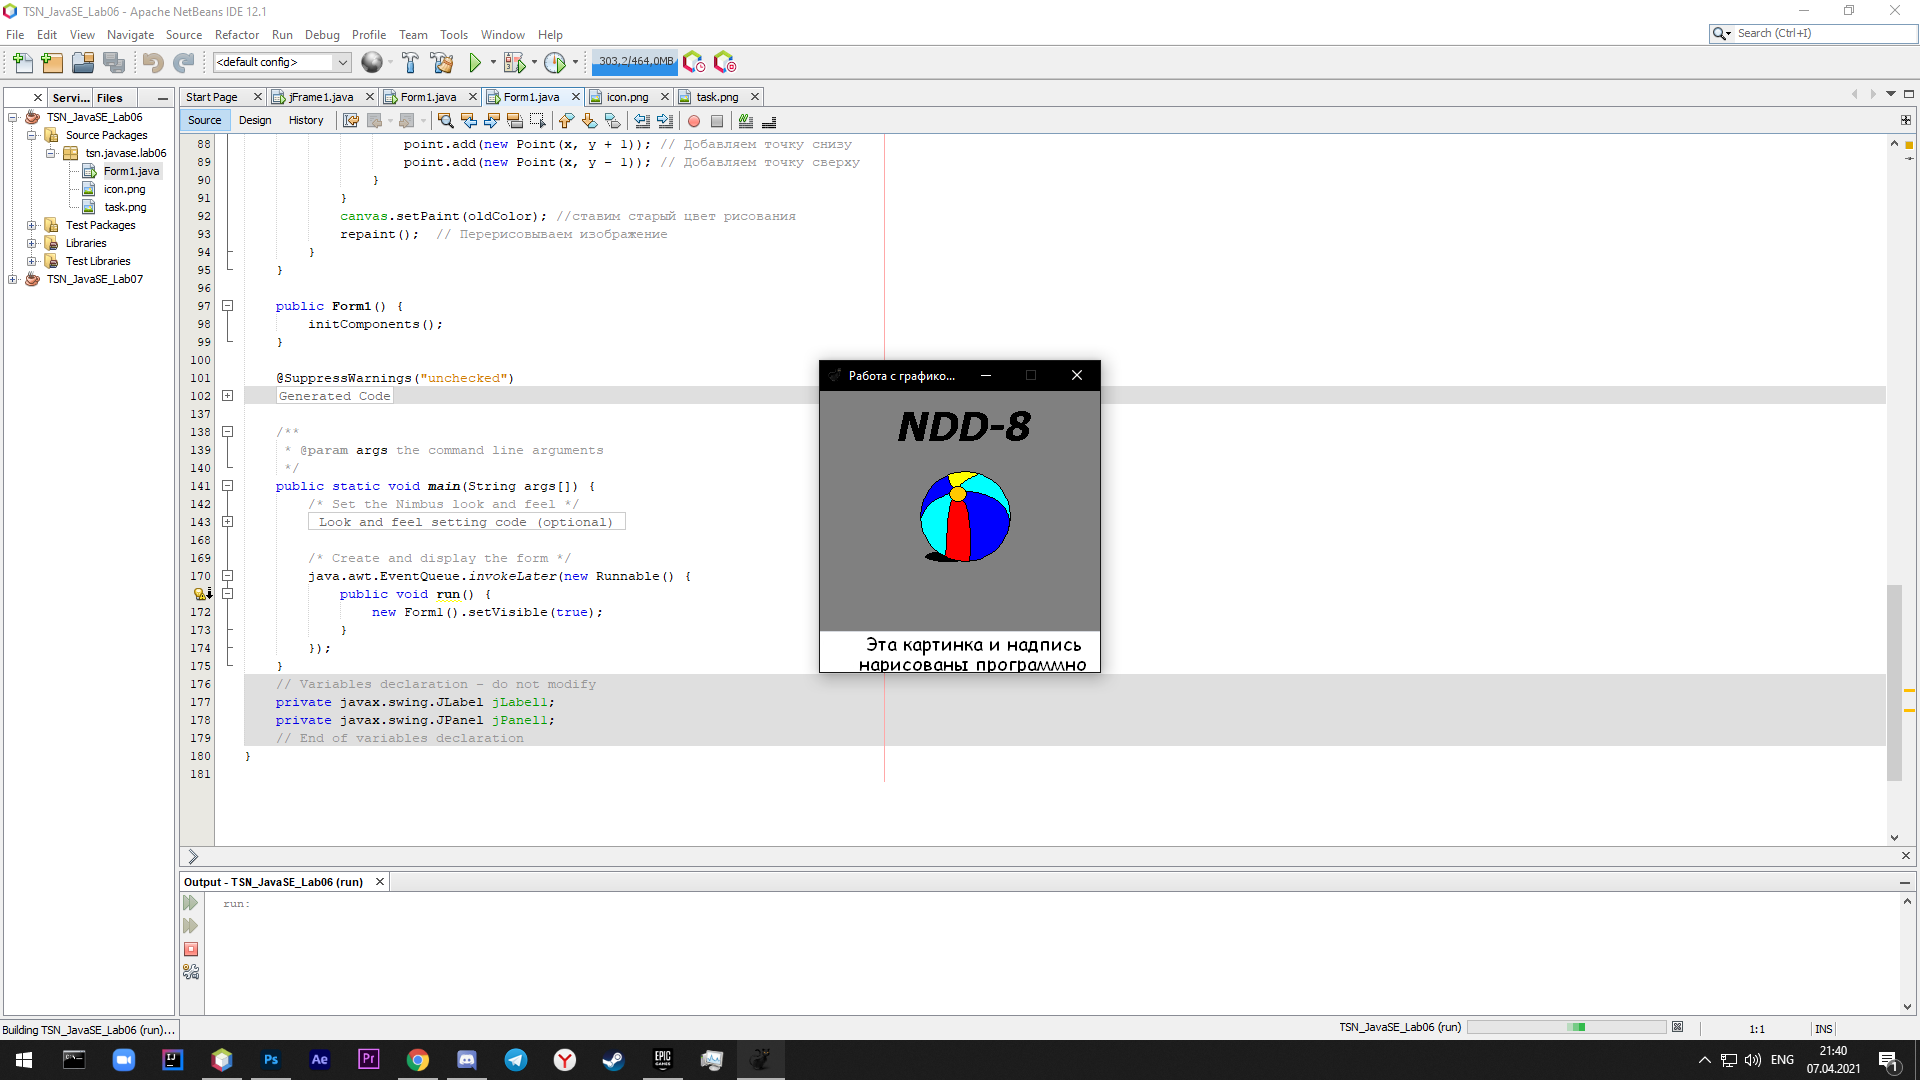 TSN_JavaSE_Lab06 - Apache NetBeans IDE 12.1
File Edit View Navigate Source Refactor Run Debug Profile Team Tools Window Help
Search (Ctrl+I)
<default config>
303,2/464,0MB
Servi... Files
Start Page jFrame1.java Form1.java Form1.java icon.png task.png
Source Design History
TSN_JavaSE_Lab06
Source Packages
tsn.javase.lab06
Form1.java
icon.png
task.png
Test Packages
Libraries
Test Libraries
TSN_JavaSE_Lab07
88 point.add(new Point(x, y + 1)); // Добавляем точку снизу
89 point.add(new Point(x, y - 1)); // Добавляем точку сверху
90 }
91 }
92 canvas.setPaint(oldColor); //ставим старый цвет рисования
93 repaint(); // Перерисовываем изображение
94 }
95 }
96
97 public Form1() {
98 initComponents();
99 }
100
101 @SuppressWarnings("unchecked")
102 Generated Code
137
138 /**
139 * @param args the command line arguments
140 */
141 public static void main(String args[]) {
142 /* Set the Nimbus look and feel */
143 Look and feel setting code (optional)
168
169 /* Create and display the form */
170 java.awt.EventQueue.invokeLater(new Runnable() {
public void run() {
172 new Form1().setVisible(true);
173 }
174 });
175 }
176 // Variables declaration - do not modify
177 private javax.swing.JLabel jLabel1;
178 private javax.swing.JPanel jPanel1;
179 // End of variables declaration
180 }
181
Работа с графико...
NDD-8
Эта картинка и надпись
нарисованы программно
Output - TSN_JavaSE_Lab06 (run)
run:
Building TSN_JavaSE_Lab06 (run)...
TSN_JavaSE_Lab06 (run)
1:1 INS
Ps Ae Pr
EPIC GAMES
ENG
21:40
07.04.2021
1